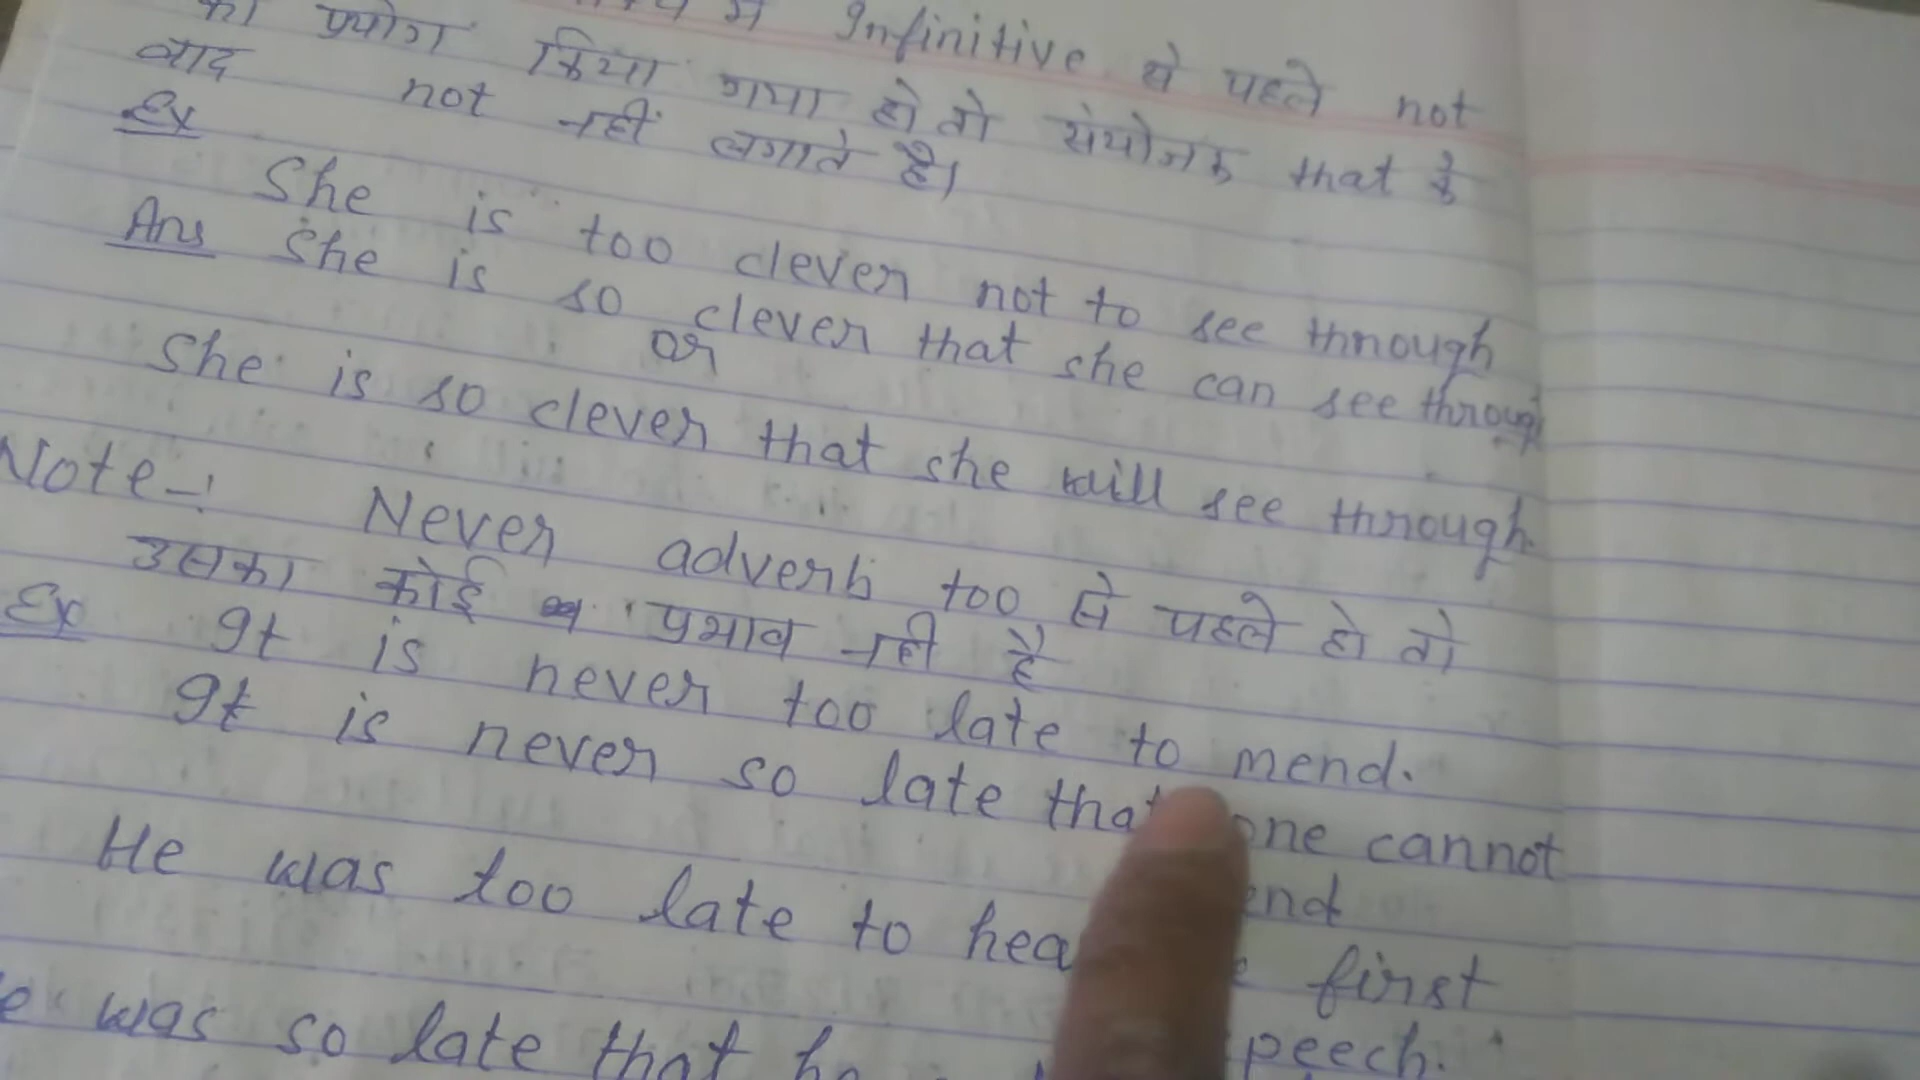 में Infinitive से पहले not
का प्रयोग किया गया हो तो संयोजक that के
बाद not नहीं लगाते है।
Ex
She is too clever not to see through
Ans She is so clever that she can see through
or
She is so clever that she will see through.
Note-! Never adverb too से पहले हो तो
उसका कोई प्रभाव नही है
Ex It is never too late to mend.
It is never so late that one cannot
He was too late to first
was so late that